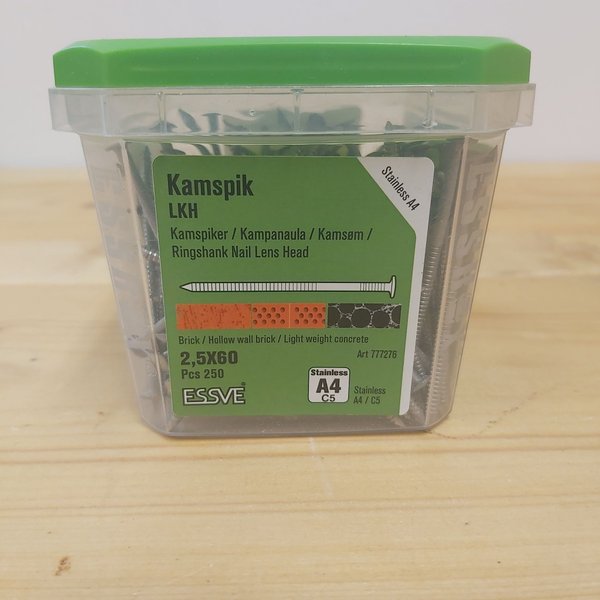 Stainless A4
Kamspik
LKH
Kamspiker / Kampanaula / Kamsøm /
Ringshank Nail Lens Head
Brick / Hollow wall brick / Light weight concrete
2,5X60
Art 777276
Pcs 250
ESSVE®
Stainless
A4
C5
Stainless
A4 / C5